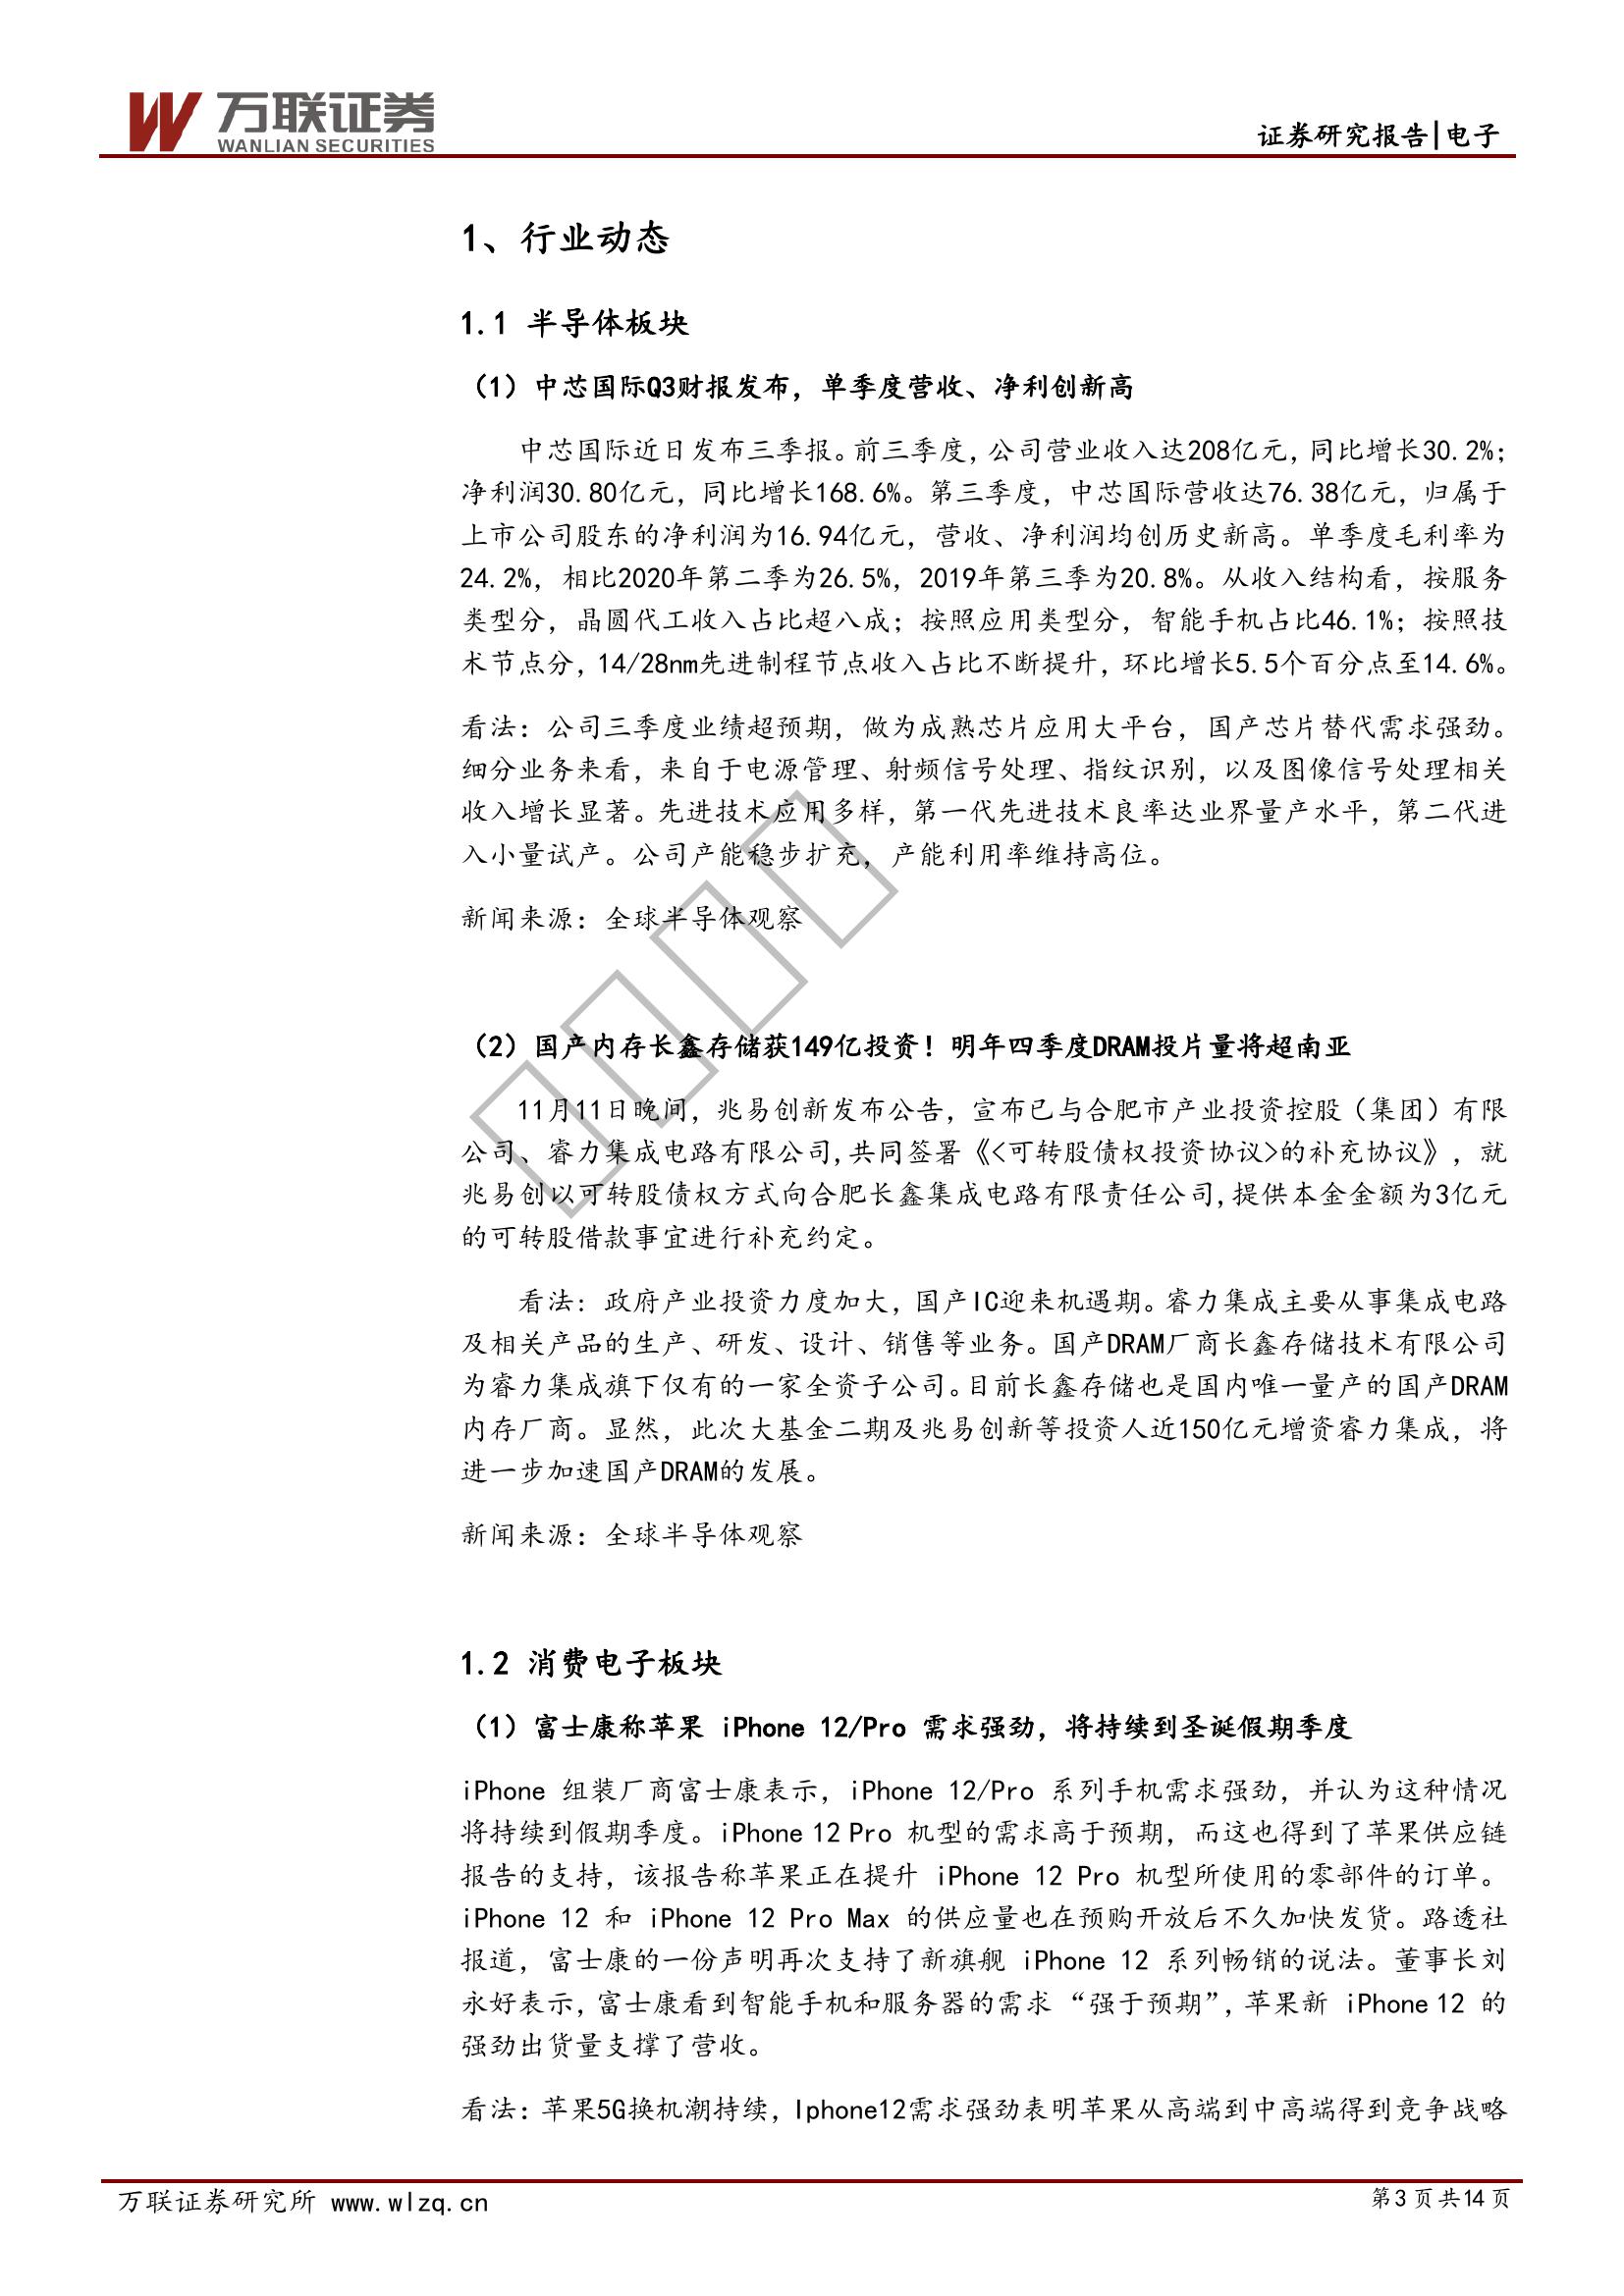 万联证券
WANLIAN SECURITIES
证券研究报告|电子
1、行业动态
1.1 半导体板块
（1）中芯国际Q3财报发布，单季度营收、净利创新高
中芯国际近日发布三季报。前三季度，公司营业收入达208亿元，同比增长30.2%；
净利润30.80亿元，同比增长168.6%。第三季度，中芯国际营收达76.38亿元，归属于
上市公司股东的净利润为16.94亿元，营收、净利润均创历史新高。单季度毛利率为
24.2%，相比2020年第二季为26.5%，2019年第三季为20.8%。从收入结构看，按服务
类型分，晶圆代工收入占比超八成；按照应用类型分，智能手机占比46.1%；按照技
术节点分，14/28nm先进制程节点收入占比不断提升，环比增长5.5个百分点至14.6%。
看法：公司三季度业绩超预期，做为成熟芯片应用大平台，国产芯片替代需求强劲。
细分业务来看，来自于电源管理、射频信号处理、指纹识别，以及图像信号处理相关
收入增长显著。先进技术应用多样，第一代先进技术良率达业界量产水平，第二代进
入小量试产。公司产能稳步扩充，产能利用率维持高位。
新闻来源：全球半导体观察
（2）国产内存长鑫存储获149亿投资！明年四季度DRAM投片量将超南亚
11月11日晚间，兆易创新发布公告，宣布已与合肥市产业投资控股（集团）有限
公司、睿力集成电路有限公司,共同签署《<可转股债权投资协议>的补充协议》，就
兆易创以可转股债权方式向合肥长鑫集成电路有限责任公司,提供本金金额为3亿元
的可转股借款事宜进行补充约定。
看法：政府产业投资力度加大，国产IC迎来机遇期。睿力集成主要从事集成电路
及相关产品的生产、研发、设计、销售等业务。国产DRAM厂商长鑫存储技术有限公司
为睿力集成旗下仅有的一家全资子公司。目前长鑫存储也是国内唯一量产的国产DRAM
内存厂商。显然，此次大基金二期及兆易创新等投资人近150亿元增资睿力集成，将
进一步加速国产DRAM的发展。
新闻来源：全球半导体观察
1.2 消费电子板块
（1）富士康称苹果 iPhone 12/Pro 需求强劲，将持续到圣诞假期季度
iPhone 组装厂商富士康表示，iPhone 12/Pro 系列手机需求强劲，并认为这种情况
将持续到假期季度。iPhone 12 Pro 机型的需求高于预期，而这也得到了苹果供应链
报告的支持，该报告称苹果正在提升 iPhone 12 Pro 机型所使用的零部件的订单。
iPhone 12 和 iPhone 12 Pro Max 的供应量也在预购开放后不久加快发货。路透社
报道，富士康的一份声明再次支持了新旗舰 iPhone 12 系列畅销的说法。董事长刘
永好表示，富士康看到智能手机和服务器的需求 “强于预期”，苹果新 iPhone 12 的
强劲出货量支撑了营收。
看法：苹果5G换机潮持续，Iphone12需求强劲表明苹果从高端到中高端得到竞争战略
万联证券研究所 www.wlzq.cn
第3页共14页